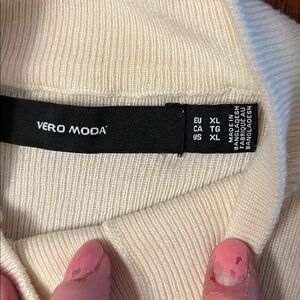 VERO MODA
EU XL
CA TG
US XL
MADE IN
BANGLADESH
FABRIQUÉ AU
BANGLADESH